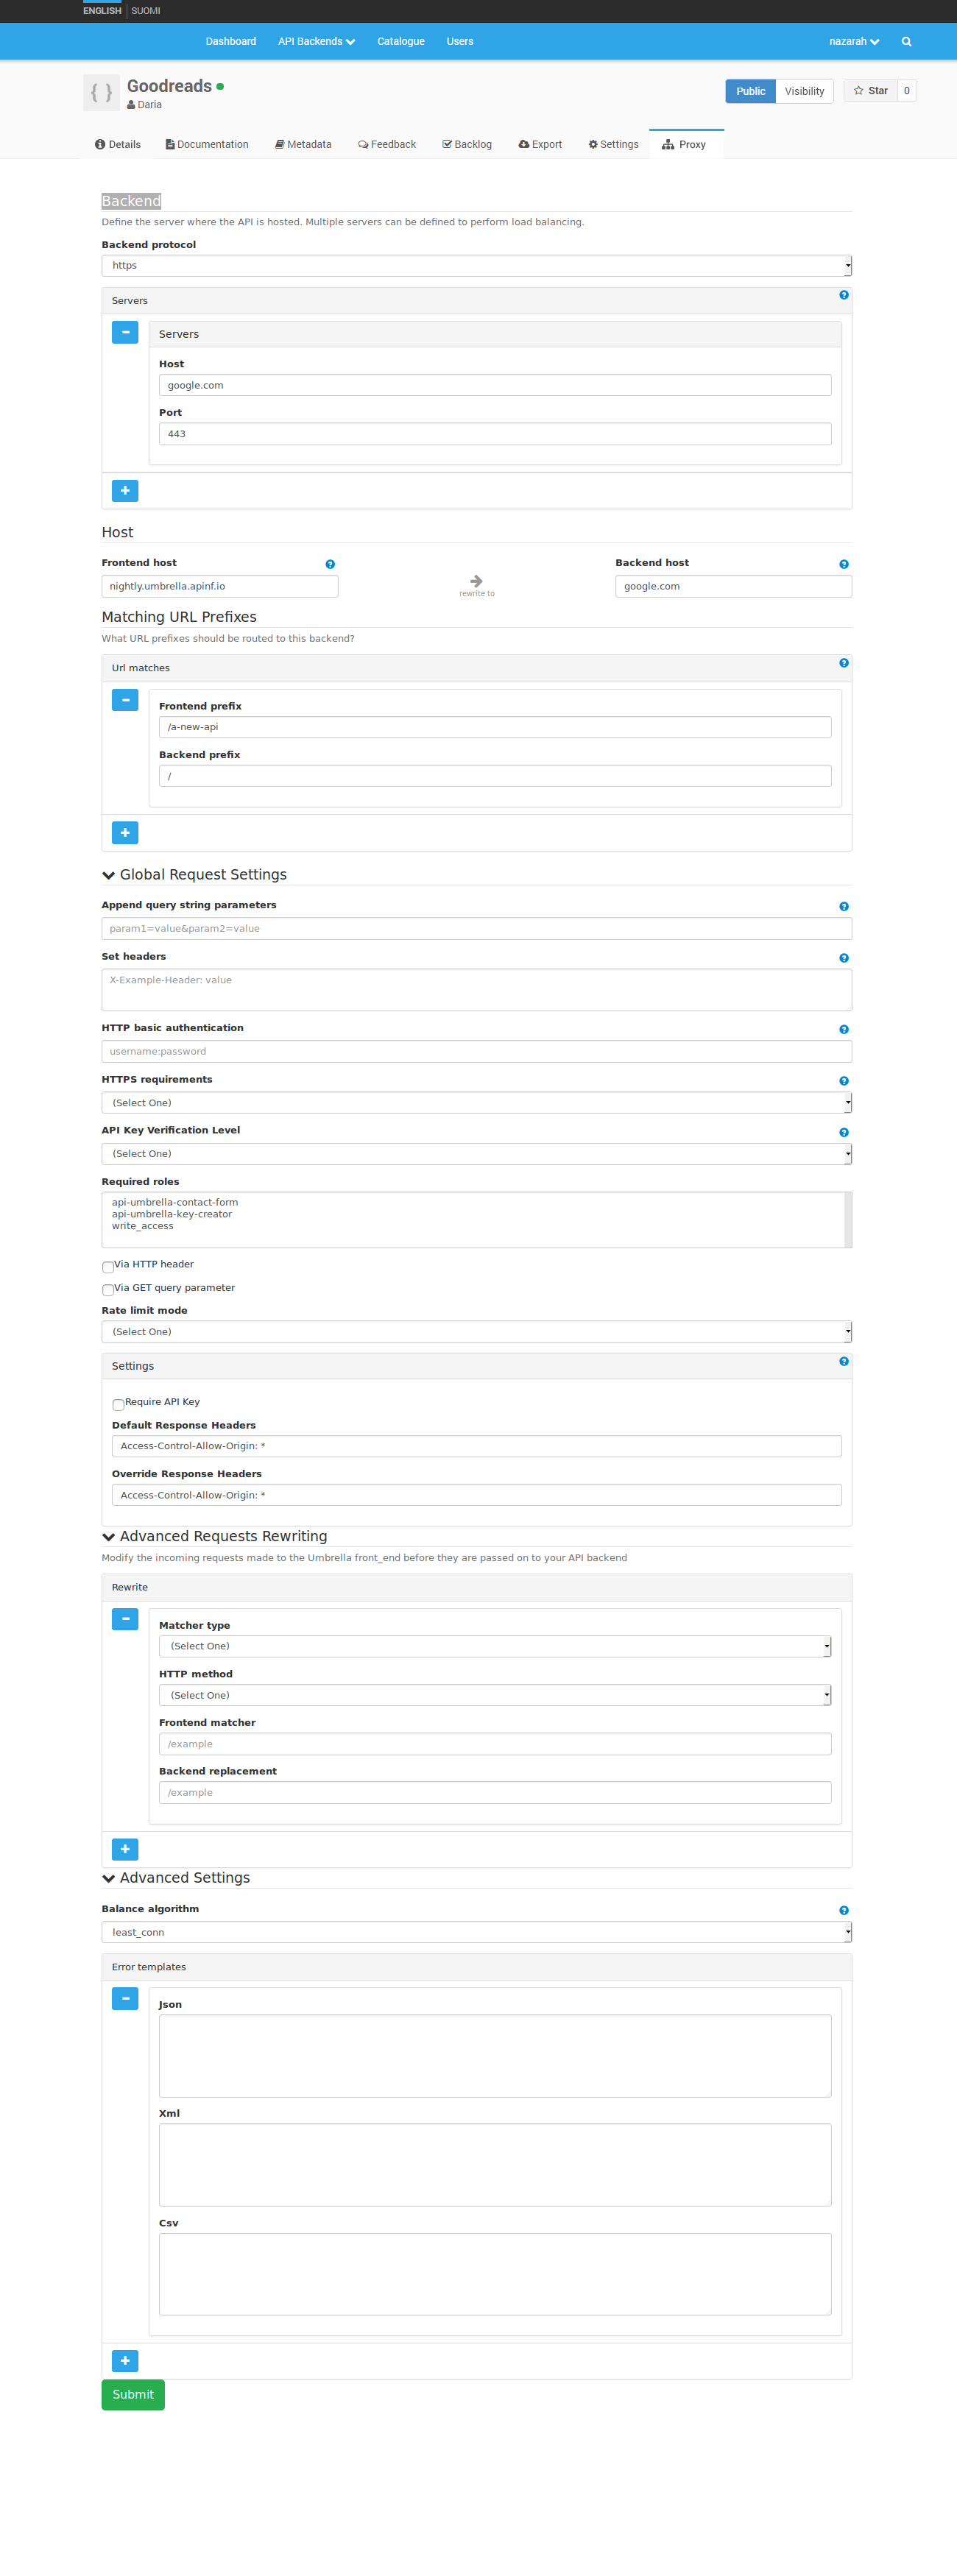 ENGLISH SUOMI
Dashboard API Backends Catalogue Users nazarah
{ } Goodreads
Daria
Public Visibility Star 0
Details Documentation Metadata Feedback Backlog Export Settings Proxy
Backend
Define the server where the API is hosted. Multiple servers can be defined to perform load balancing.
Backend protocol
https
Servers
Servers
Host
google.com
Port
443
Host
Frontend host Backend host
nightly.umbrella.apinf.io rewrite to google.com
Matching URL Prefixes
What URL prefixes should be routed to this backend?
Url matches
Frontend prefix
/a-new-api
Backend prefix
/
Global Request Settings
Append query string parameters
param1=value&param2=value
Set headers
X-Example-Header: value
HTTP basic authentication
username:password
HTTPS requirements
(Select One)
API Key Verification Level
(Select One)
Required roles
api-umbrella-contact-form
api-umbrella-key-creator
write_access
Via HTTP header
Via GET query parameter
Rate limit mode
(Select One)
Settings
Require API Key
Default Response Headers
Access-Control-Allow-Origin: *
Override Response Headers
Access-Control-Allow-Origin: *
Advanced Requests Rewriting
Modify the incoming requests made to the Umbrella front_end before they are passed on to your API backend
Rewrite
Matcher type
(Select One)
HTTP method
(Select One)
Frontend matcher
/example
Backend replacement
/example
Advanced Settings
Balance algorithm
least_conn
Error templates
Json
Xml
Csv
Submit